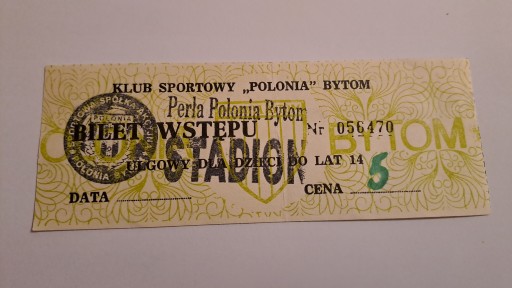 KLUB SPORTOWY „POLONIA" BYTOM
Perła Polonia Bytom
BILET WSTĘPU Nr 056470
STADION
ULGOWY DLA DZIECI DO LAT 14
DATA CENA 5
POLONIA
BYTOM